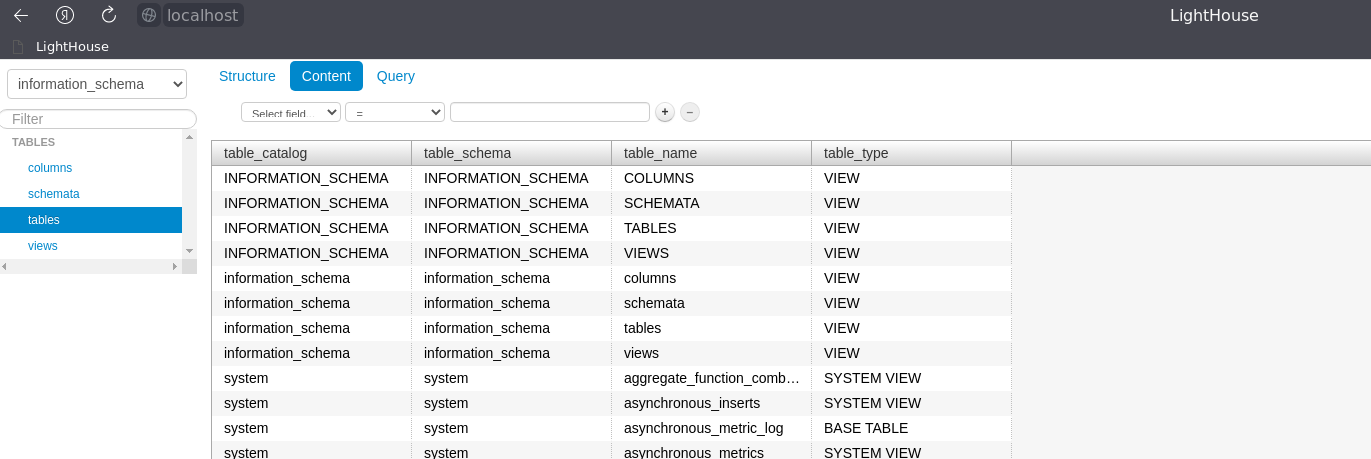 Я localhost LightHouse
LightHouse
information_schema
Structure Content Query
Filter
Select field... =
+ –
TABLES
columns
schemata
tables
views
table_catalog table_schema table_name table_type
INFORMATION_SCHEMA INFORMATION_SCHEMA COLUMNS VIEW
INFORMATION_SCHEMA INFORMATION_SCHEMA SCHEMATA VIEW
INFORMATION_SCHEMA INFORMATION_SCHEMA TABLES VIEW
INFORMATION_SCHEMA INFORMATION_SCHEMA VIEWS VIEW
information_schema information_schema columns VIEW
information_schema information_schema schemata VIEW
information_schema information_schema tables VIEW
information_schema information_schema views VIEW
system system aggregate_function_comb… SYSTEM VIEW
system system asynchronous_inserts SYSTEM VIEW
system system asynchronous_metric_log BASE TABLE
system system asynchronous_metrics SYSTEM VIEW